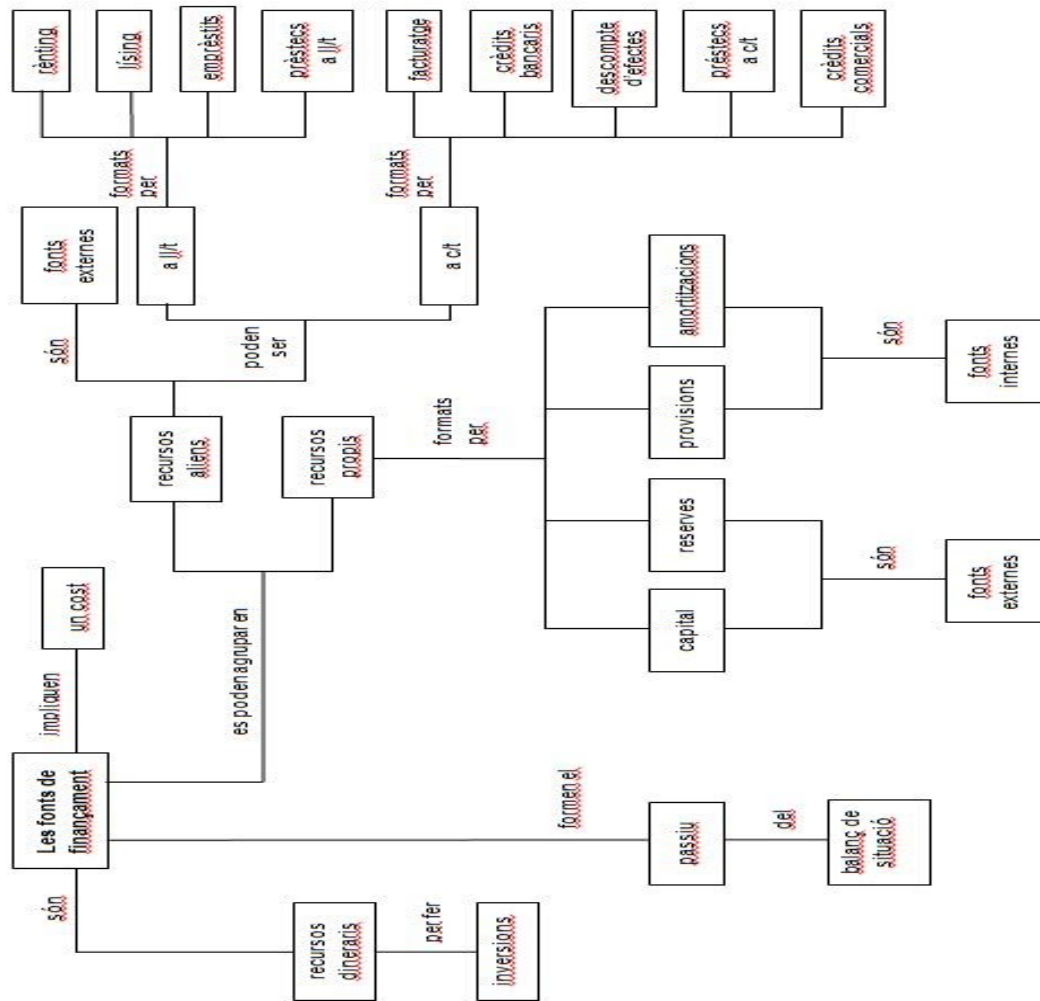 Les fonts de
finançament
són
recursos
dineraris
per fer
inversions
formen el
passiu
del
balanç de
situació
impliquen
un cost
es poden agrupar en
recursos
aliens
són
fonts
externes
poden
ser
a ll/t
formats
per
rènting
lísing
emprèstits
prèstecs
a ll/t
a c/t
formats
per
facturatge
crèdits
bancaris
descompte
d'efectes
préstecs
a c/t
crèdits
comercials
recursos
propis
formats
per
capital
reserves
provisions
amortitzacions
són
fonts
externes
són
fonts
internes